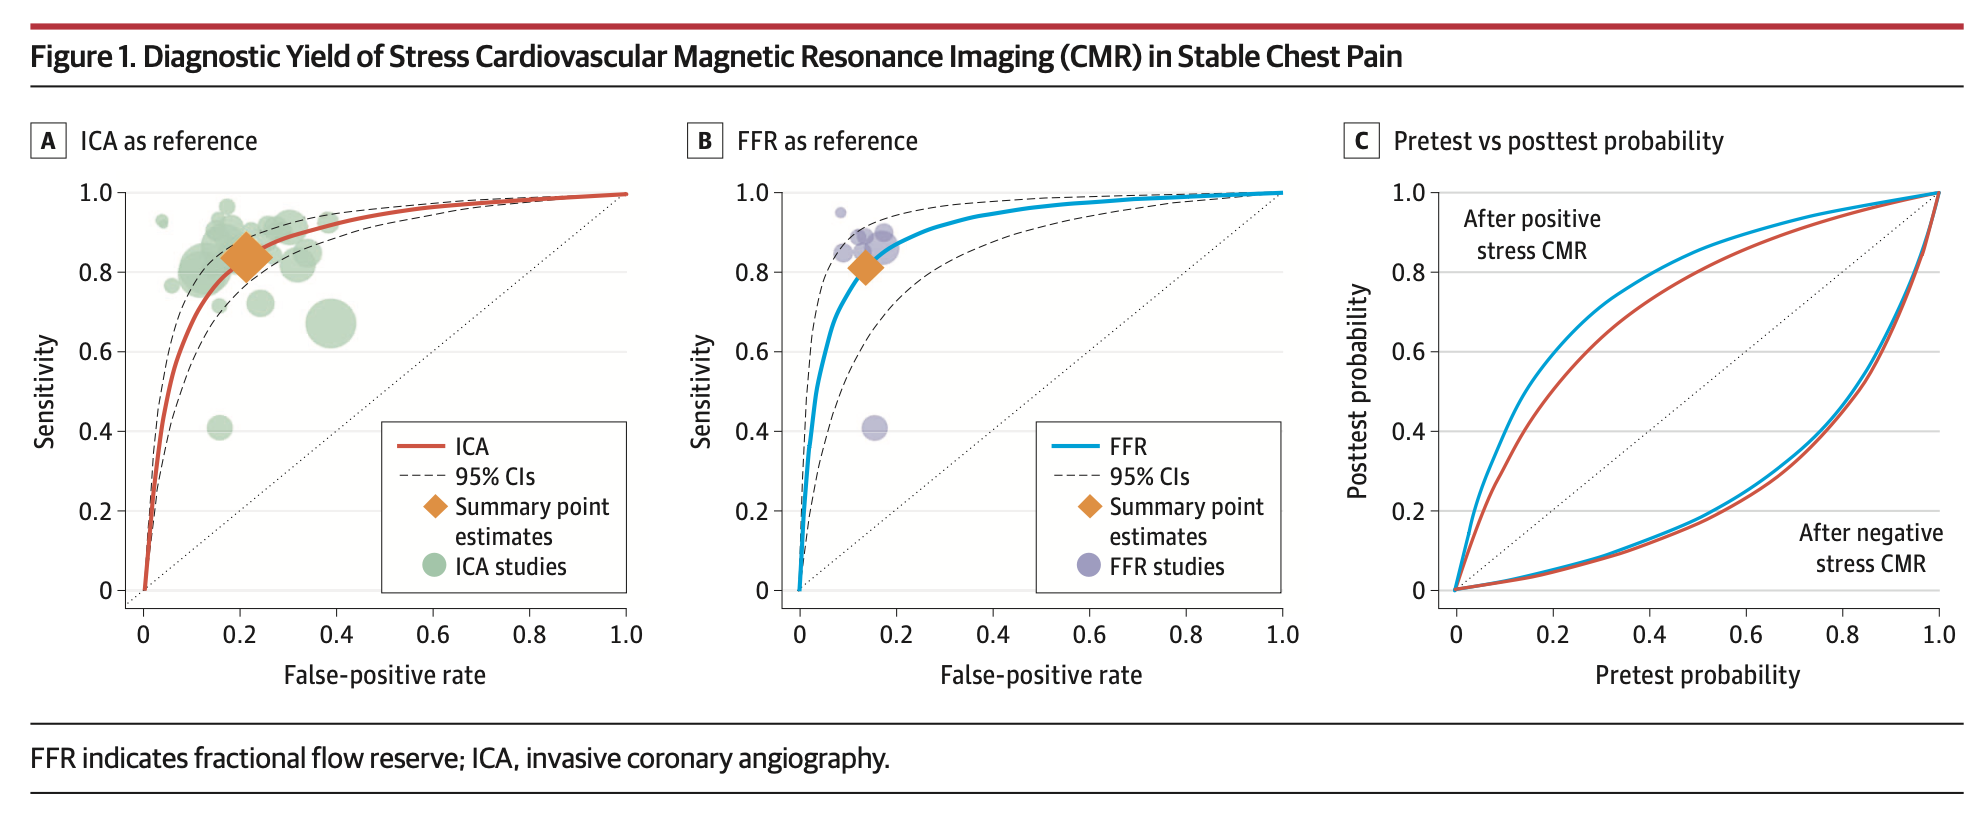 Figure 1. Diagnostic Yield of Stress Cardiovascular Magnetic Resonance Imaging (CMR) in Stable Chest Pain
A ICA as reference
1.0
0.8
0.6
0.4
0.2
0
Sensitivity
0 0.2 0.4 0.6 0.8 1.0
False-positive rate
ICA
95% CIs
Summary point
estimates
ICA studies
B FFR as reference
1.0
0.8
0.6
0.4
0.2
0
Sensitivity
0 0.2 0.4 0.6 0.8 1.0
False-positive rate
FFR
95% CIs
Summary point
estimates
FFR studies
C Pretest vs posttest probability
1.0
0.8
0.6
0.4
0.2
0
Posttest probability
0 0.2 0.4 0.6 0.8 1.0
Pretest probability
After positive
stress CMR
After negative
stress CMR
FFR indicates fractional flow reserve; ICA, invasive coronary angiography.